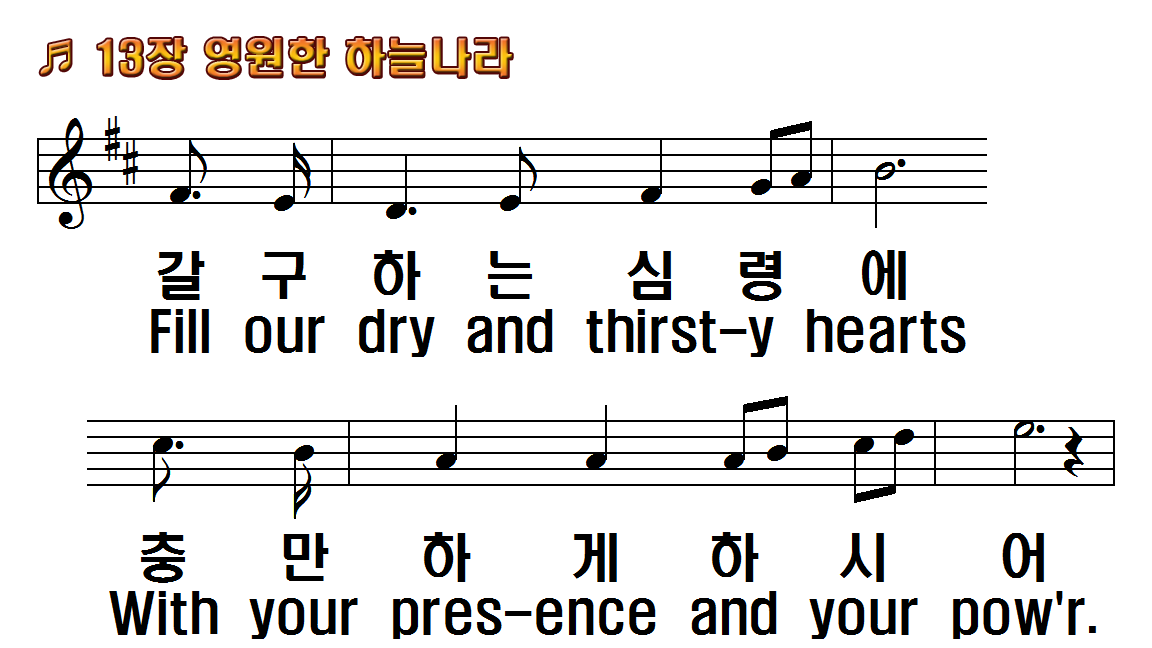 ♬ 13장 영원한 하늘나라
갈 구 하 는 심 령 에
Fill our dry and thirst-y hearts
충 만 하 게 하 시 어
With your pres-ence and your pow'r.